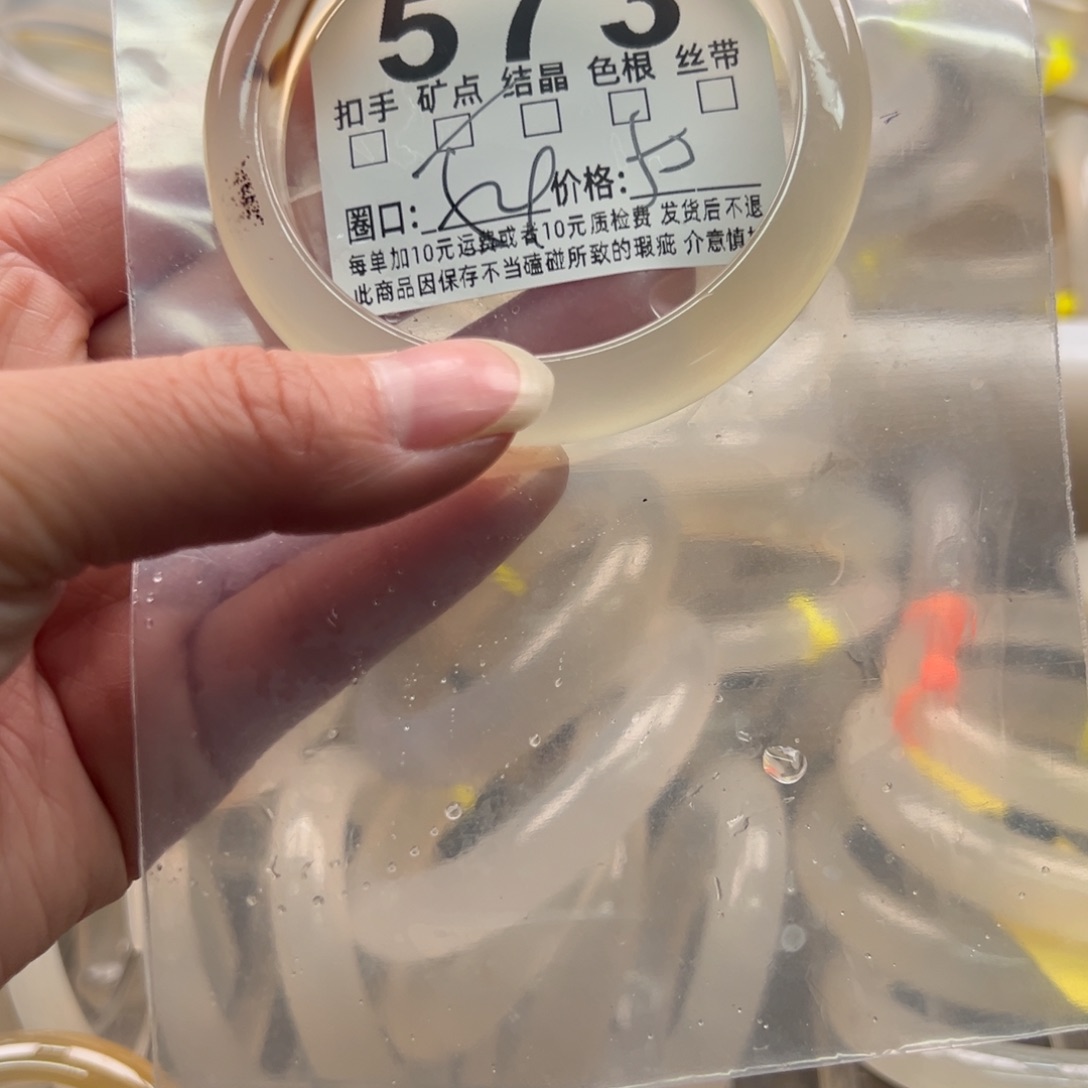 573
扣手 矿点 结晶 色根 丝带
圈口: 价格:
每单加10元运费或者10元质检费 发货后不退
此商品因保存不当磕碰所致的瑕疵 介意慎